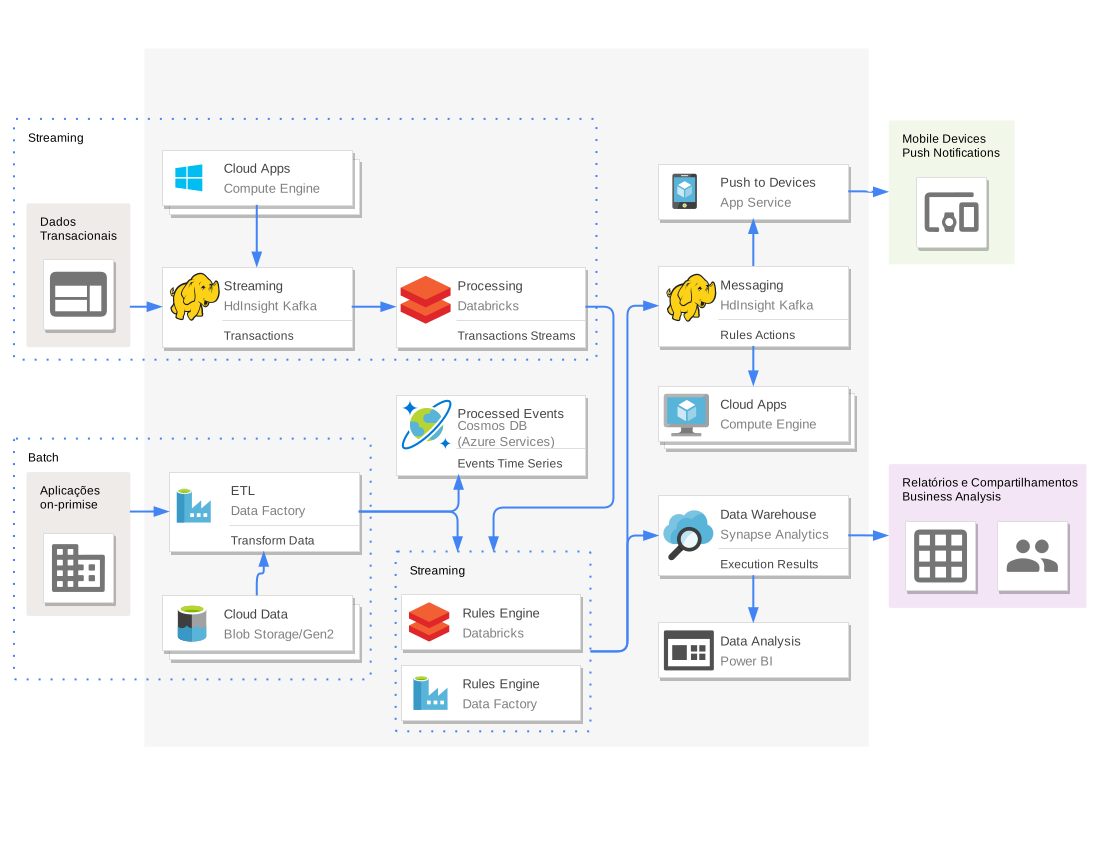 Streaming
Dados
Transacionais
Cloud Apps
Compute Engine
Streaming
HdInsight Kafka
Transactions
Processing
Databricks
Transactions Streams
Processed Events
Cosmos DB
(Azure Services)
Events Time Series
Batch
Aplicações
on-primise
ETL
Data Factory
Transform Data
Cloud Data
Blob Storage/Gen2
Streaming
Rules Engine
Databricks
Rules Engine
Data Factory
Push to Devices
App Service
Messaging
HdInsight Kafka
Rules Actions
Cloud Apps
Compute Engine
Data Warehouse
Synapse Analytics
Execution Results
Data Analysis
Power BI
Mobile Devices
Push Notifications
Relatórios e Compartilhamentos
Business Analysis